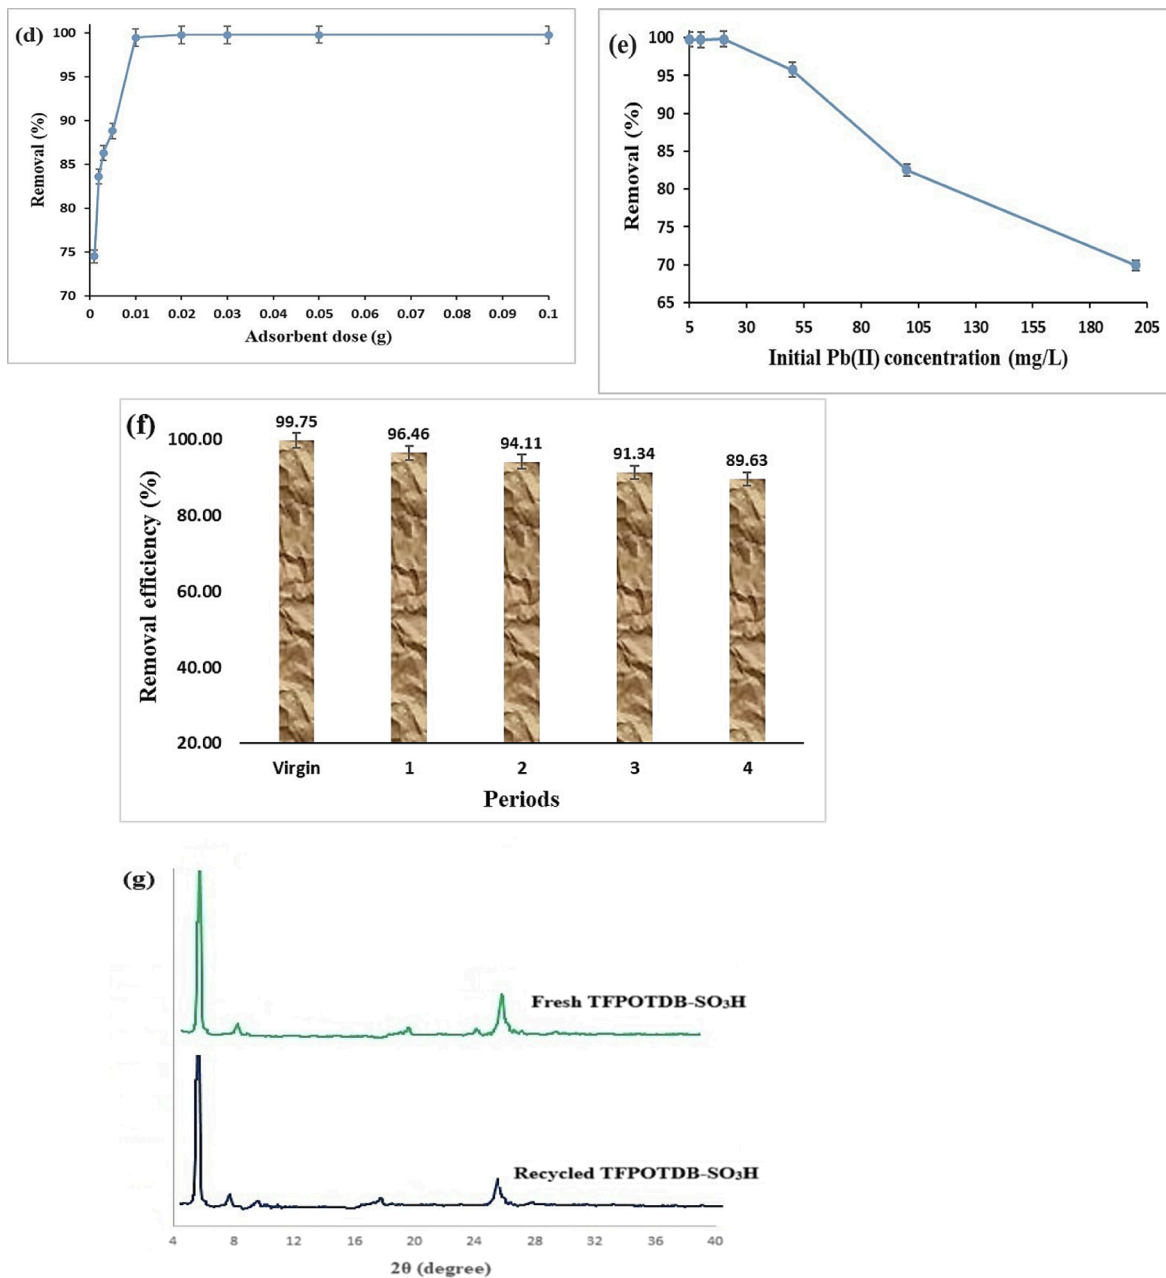 (d)
100
95
90
85
80
75
70
Removal (%)
0 0.01 0.02 0.03 0.04 0.05 0.06 0.07 0.08 0.09 0.1
Adsorbent dose (g)
(e)
100
95
90
85
80
75
70
65
Removal (%)
5 30 55 80 105 130 155 180 205
Initial Pb(II) concentration (mg/L)
(f)
100.00
80.00
60.00
40.00
20.00
Removal efficiency (%)
99.75
96.46
94.11
91.34
89.63
Virgin 1 2 3 4
Periods
(g)
Fresh TFPOTDB-SO₃H
Recycled TFPOTDB-SO₃H
4 8 12 16 20 24 28 32 36 40
2θ (degree)